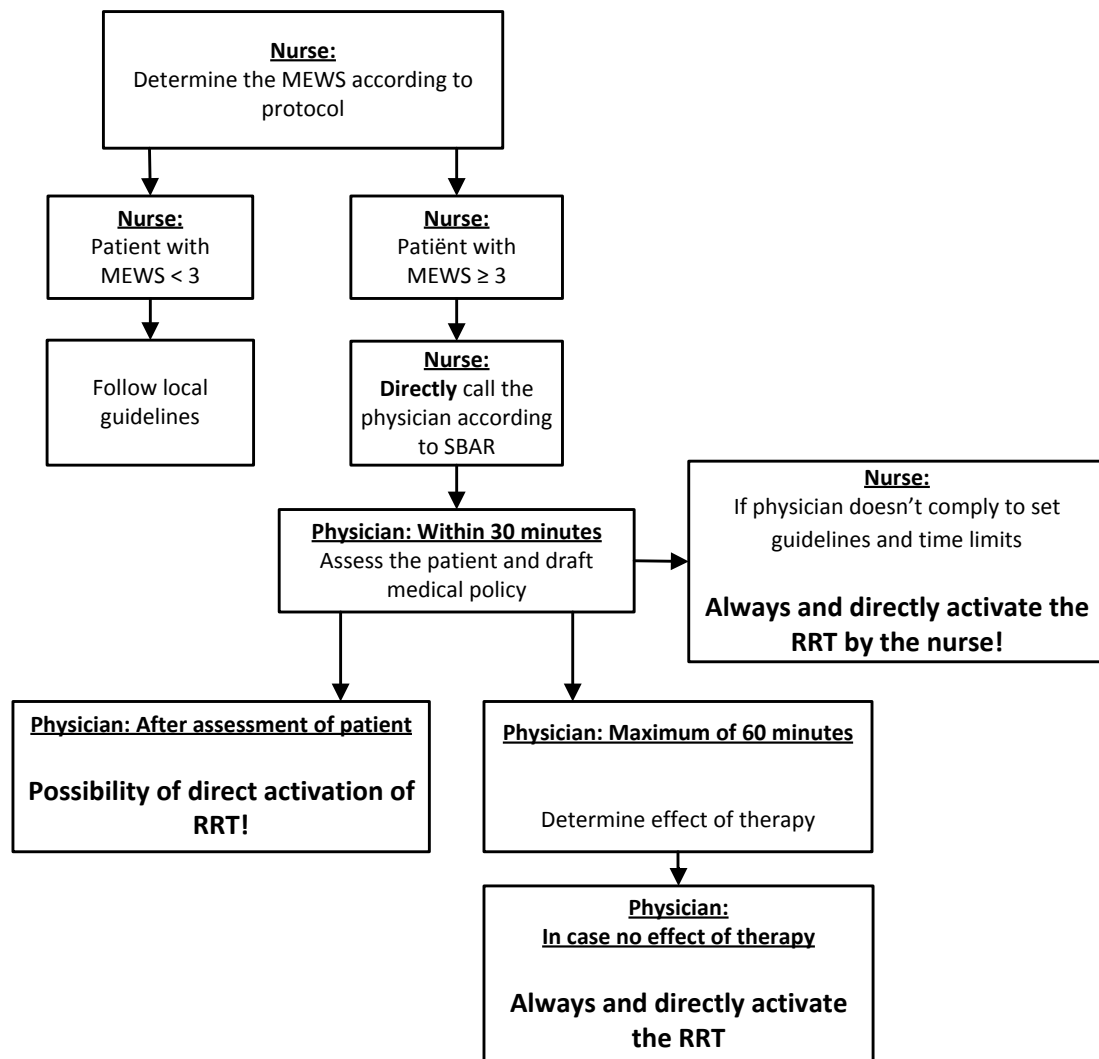 Nurse:
Determine the MEWS according to
protocol
Nurse:
Patient with
MEWS < 3
Nurse:
Patiënt with
MEWS ≥ 3
Follow local
guidelines
Nurse:
Directly call the
physician according
to SBAR
Nurse:
If physician doesn’t comply to set
guidelines and time limits
Always and directly activate the
RRT by the nurse!
Physician: Within 30 minutes
Assess the patient and draft
medical policy
Physician: After assessment of patient
Possibility of direct activation of
RRT!
Physician: Maximum of 60 minutes
Determine effect of therapy
Physician:
In case no effect of therapy
Always and directly activate
the RRT